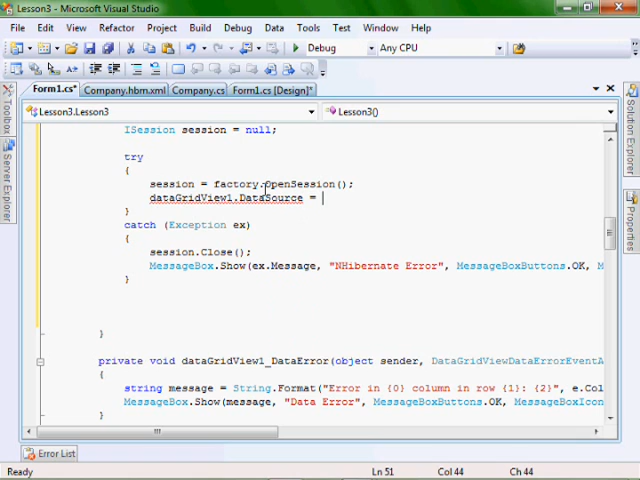 Lesson3 - Microsoft Visual Studio
File Edit View Refactor Project Build Debug Data Tools Test Window Help
Debug Any CPU
Form1.cs* Company.hbm.xml Company.cs Form1.cs [Design]*
Lesson3.Lesson3 Lesson3()
ISession session = null;
try
{
session = factory.OpenSession();
dataGridView1.DataSource =
}
catch (Exception ex)
{
session.Close();
MessageBox.Show(ex.Message, "NHibernate Error", MessageBoxButtons.OK, M
}
}
private void dataGridView1_DataError(object sender, DataGridViewDataErrorEventA
{
string message = String.Format("Error in {0} column in row {1}: {2}", e.Col
MessageBox.Show(message, "Data Error", MessageBoxButtons.OK, MessageBoxIcon
}
Toolbox
Server Explorer
Solution Explorer
Properties
Error List
Ready Ln 51 Col 44 Ch 44